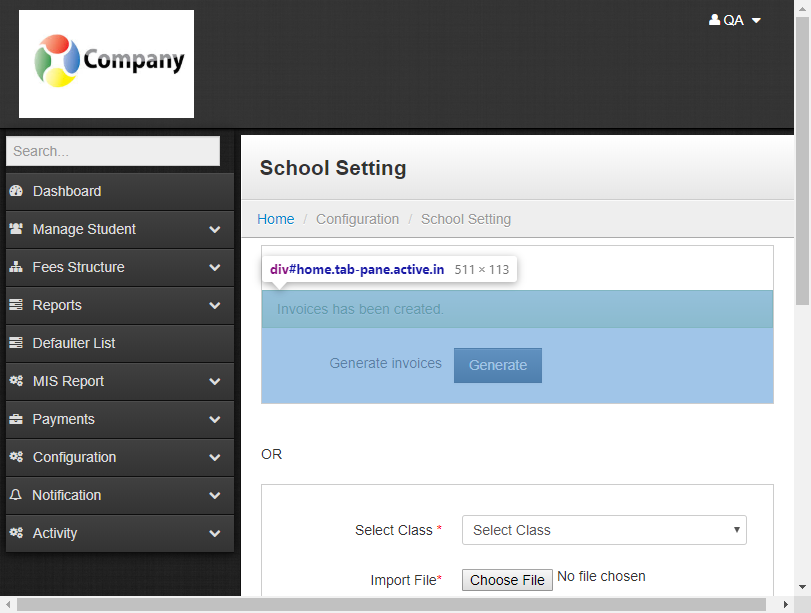 Company
QA
Search...
Dashboard
Manage Student
Fees Structure
Reports
Defaulter List
MIS Report
Payments
Configuration
Notification
Activity
School Setting
Home / Configuration / School Setting
div#home.tab-pane.active.in 511 × 113
Invoices has been created.
Generate invoices Generate
OR
Select Class * Select Class
Import File* Choose File No file chosen